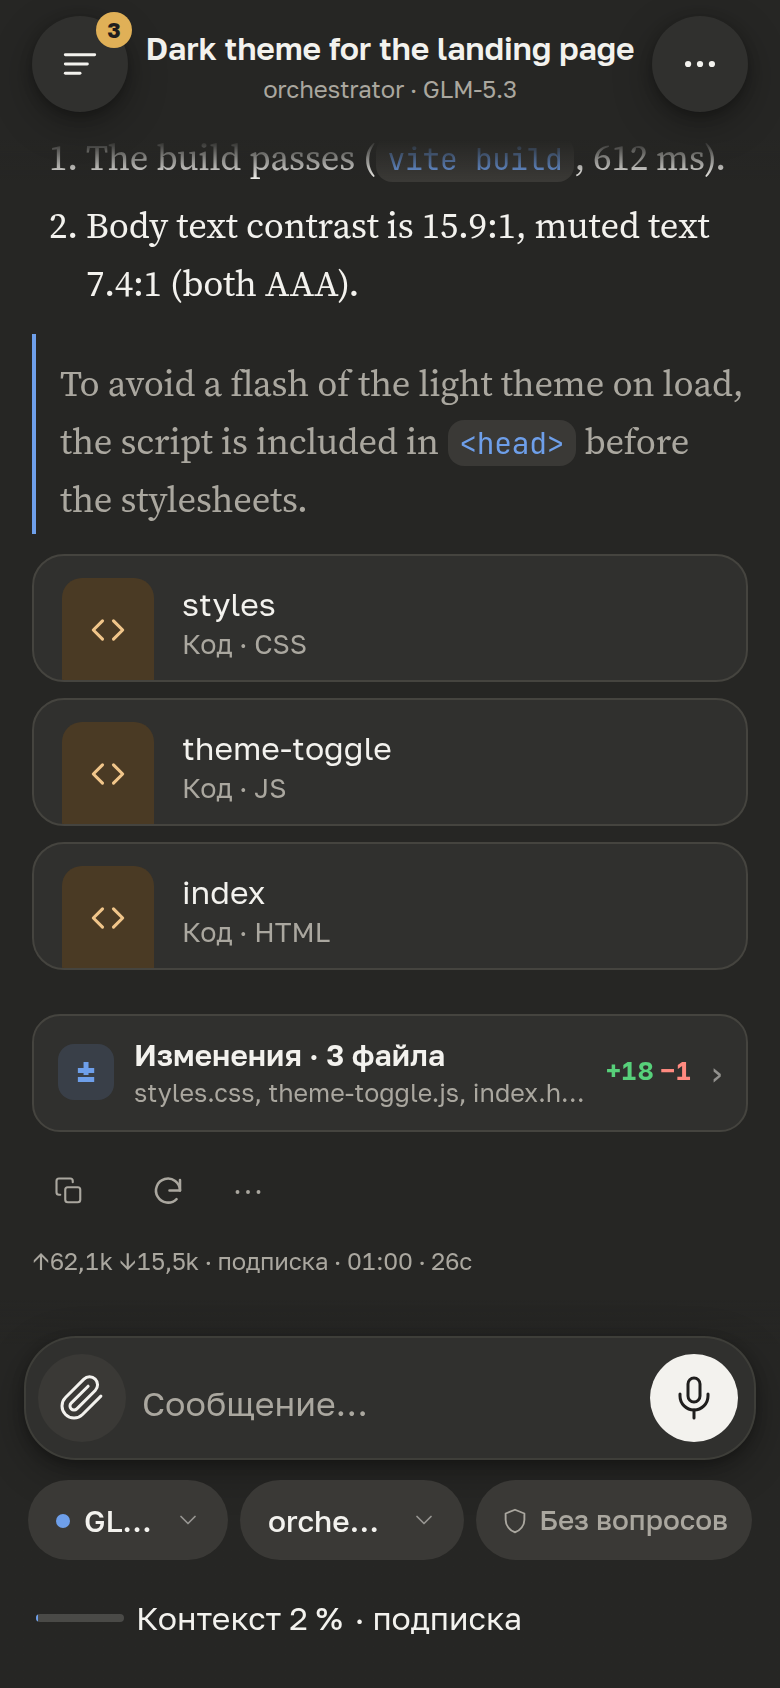 3
Dark theme for the landing page
orchestrator · GLM-5.3
1. The build passes ( vite build , 612 ms).
2. Body text contrast is 15.9:1, muted text
7.4:1 (both AAA).
To avoid a flash of the light theme on load,
the script is included in <head> before
the stylesheets.
styles
Код · CSS
theme-toggle
Код · JS
index
Код · HTML
Изменения · 3 файла
styles.css, theme-toggle.js, index.h...
+18 −1
↑62,1k ↓15,5k · подписка · 01:00 · 26с
Сообщение...
GL... orche... Без вопросов
Контекст 2 % · подписка